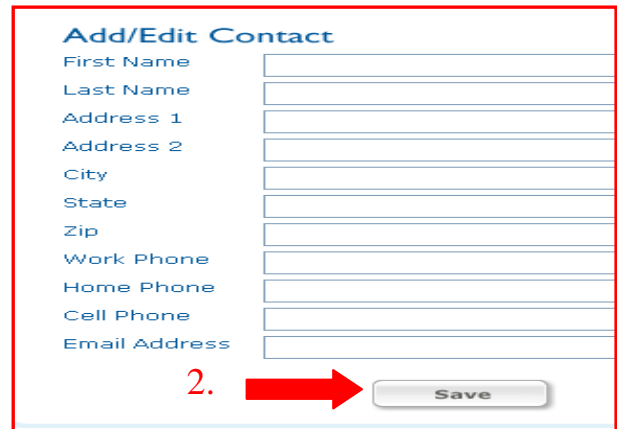 Add/Edit Contact
First Name
Last Name
Address 1
Address 2
City
State
Zip
Work Phone
Home Phone
Cell Phone
Email Address
2. Save